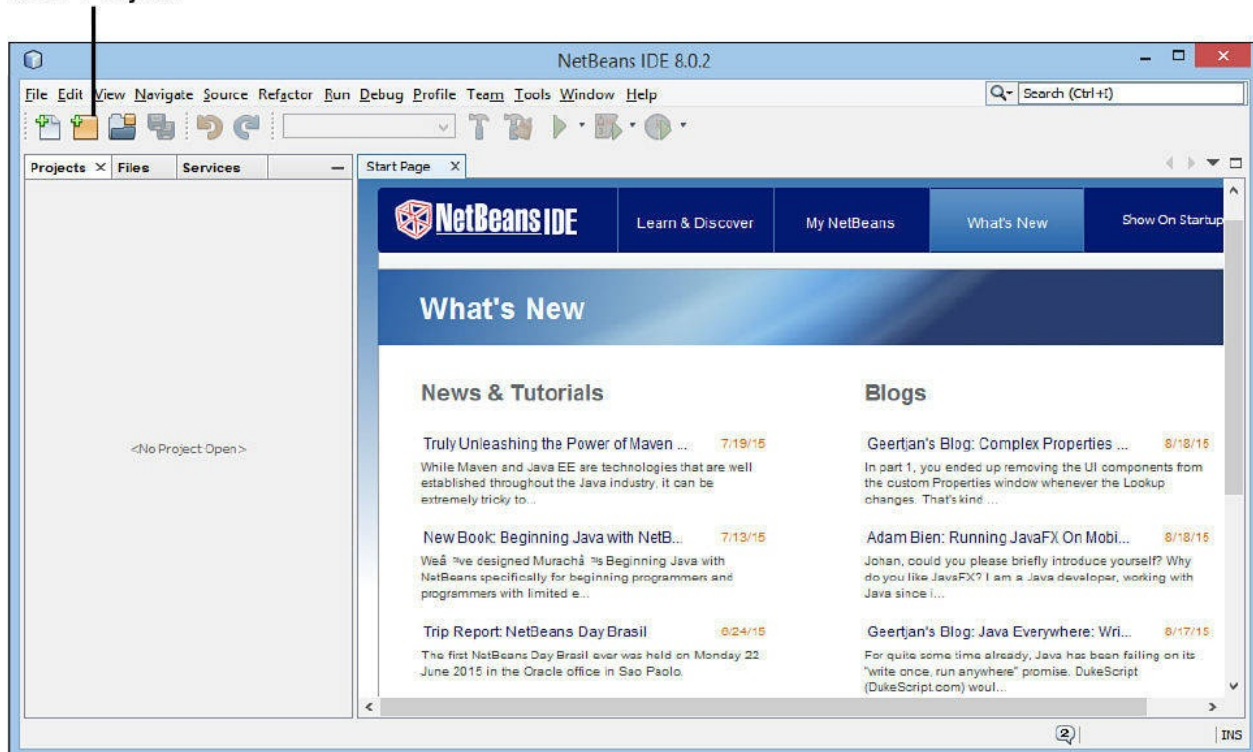 NetBeans IDE 8.0.2
File Edit View Navigate Source Refactor Run Debug Profile Team Tools Window Help
Search (Ctrl+I)
Projects Files Services
Start Page
NetBeans IDE
Learn & Discover
My NetBeans
What's New
Show On Startup
What's New
News & Tutorials
Truly Unleashing the Power of Maven ... 7/19/15
While Maven and Java EE are technologies that are well
established throughout the Java industry, it can be
extremely tricky to...
New Book: Beginning Java with NetB... 7/13/15
Weâ ™ve designed Murachâ ™s Beginning Java with
NetBeans specifically for beginning programmers and
programmers with limited e...
Trip Report: NetBeans Day Brasil 6/24/15
The first NetBeans Day Brasil ever was held on Monday 22
June 2015 in the Oracle office in Sao Paolo.
Blogs
Geertjan's Blog: Complex Properties ... 8/18/15
In part 1, you ended up removing the UI components from
the custom Properties window whenever the Lookup
changes. That's kind ...
Adam Bien: Running JavaFX On Mobi... 8/18/15
Johan, could you please briefly introduce yourself? Why
do you like JavaFX? I am a Java developer, working with
Java since i...
Geertjan's Blog: Java Everywhere: Wri... 8/17/15
For quite some time already, Java has been failing on its
"write once, run anywhere" promise. DukeScript
(DukeScript.com) woul...
<No Project Open>
2
INS